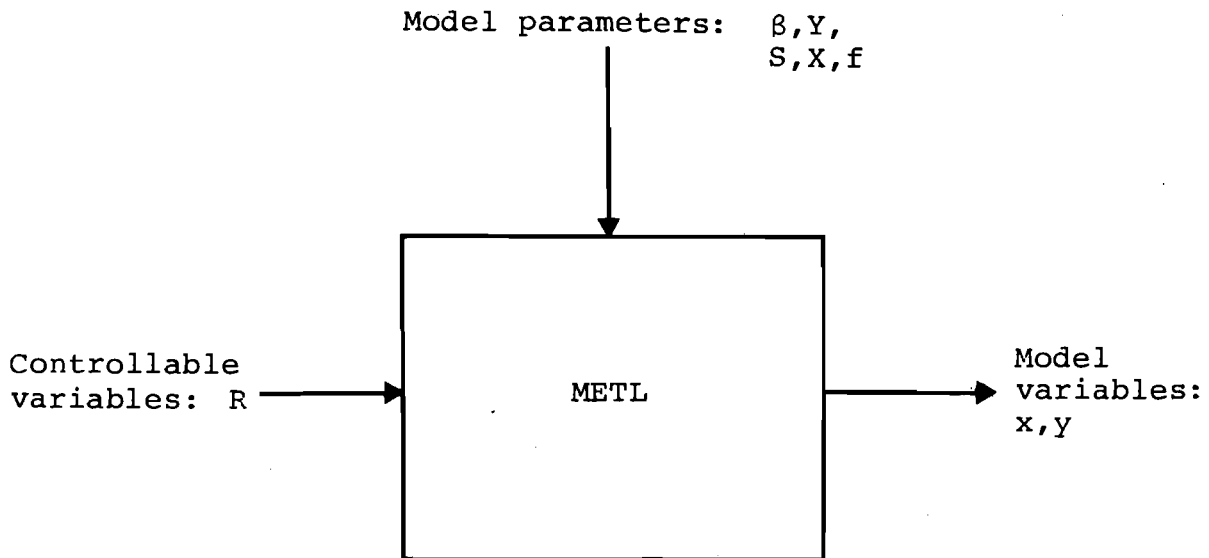 Model parameters: β,Y,
S,X,f
Controllable
variables: R
METL
Model
variables:
x,y